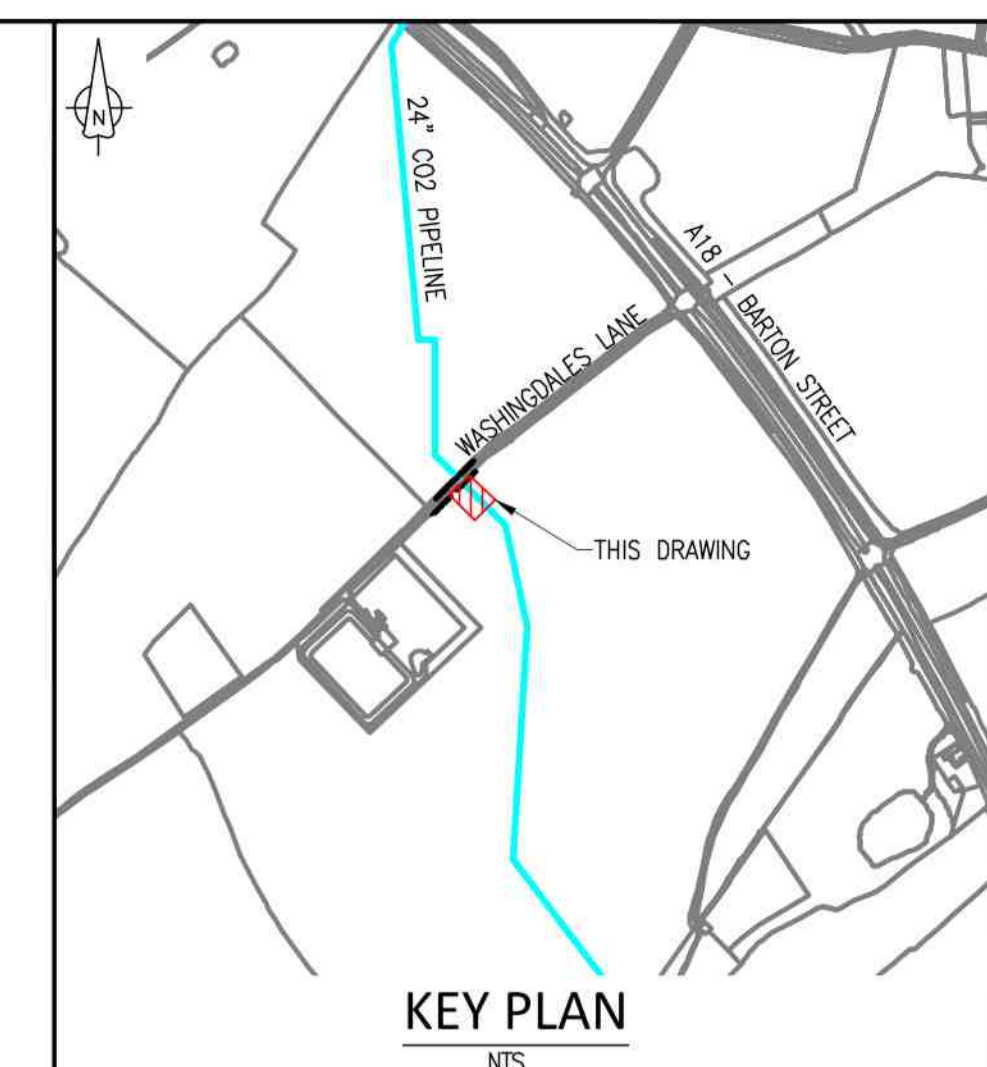 N
24" CO2 PIPELINE
A18 - BARTON STREET
WASHINGDALES LANE
THIS DRAWING
KEY PLAN
NTS